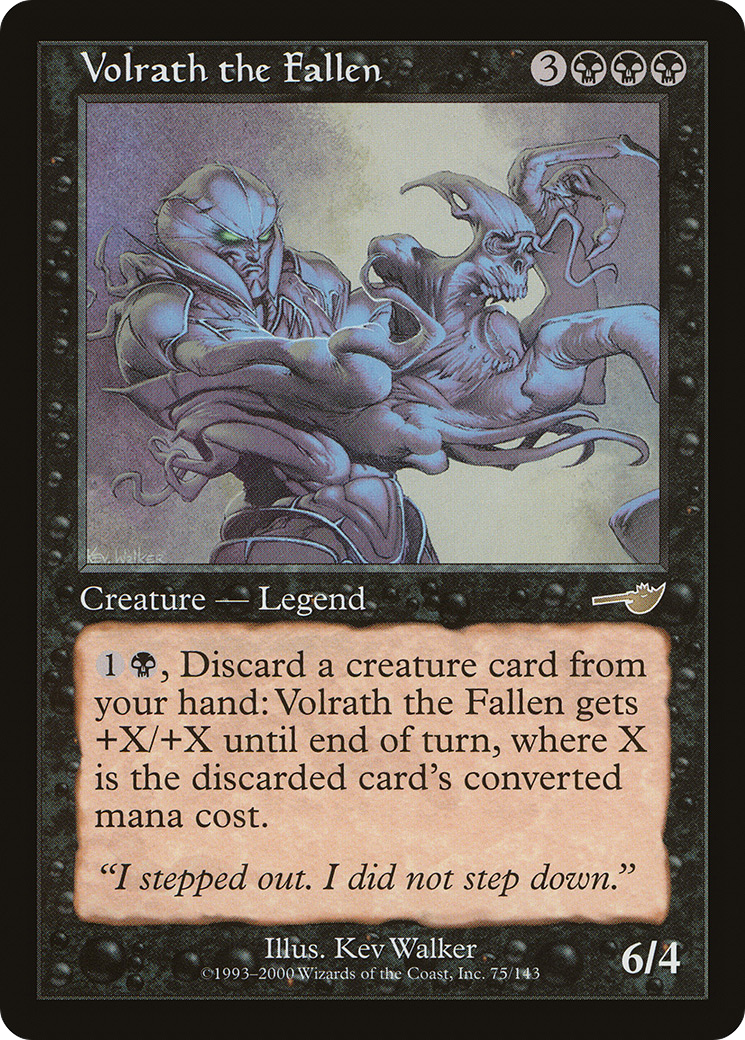 Volrath the Fallen
3
Kev. Walker
Creature — Legend
1 , Discard a creature card from
your hand: Volrath the Fallen gets
+X/+X until end of turn, where X
is the discarded card’s converted
mana cost.
“I stepped out. I did not step down.”
Illus. Kev Walker
©1993–2000 Wizards of the Coast, Inc. 75/143
6/4